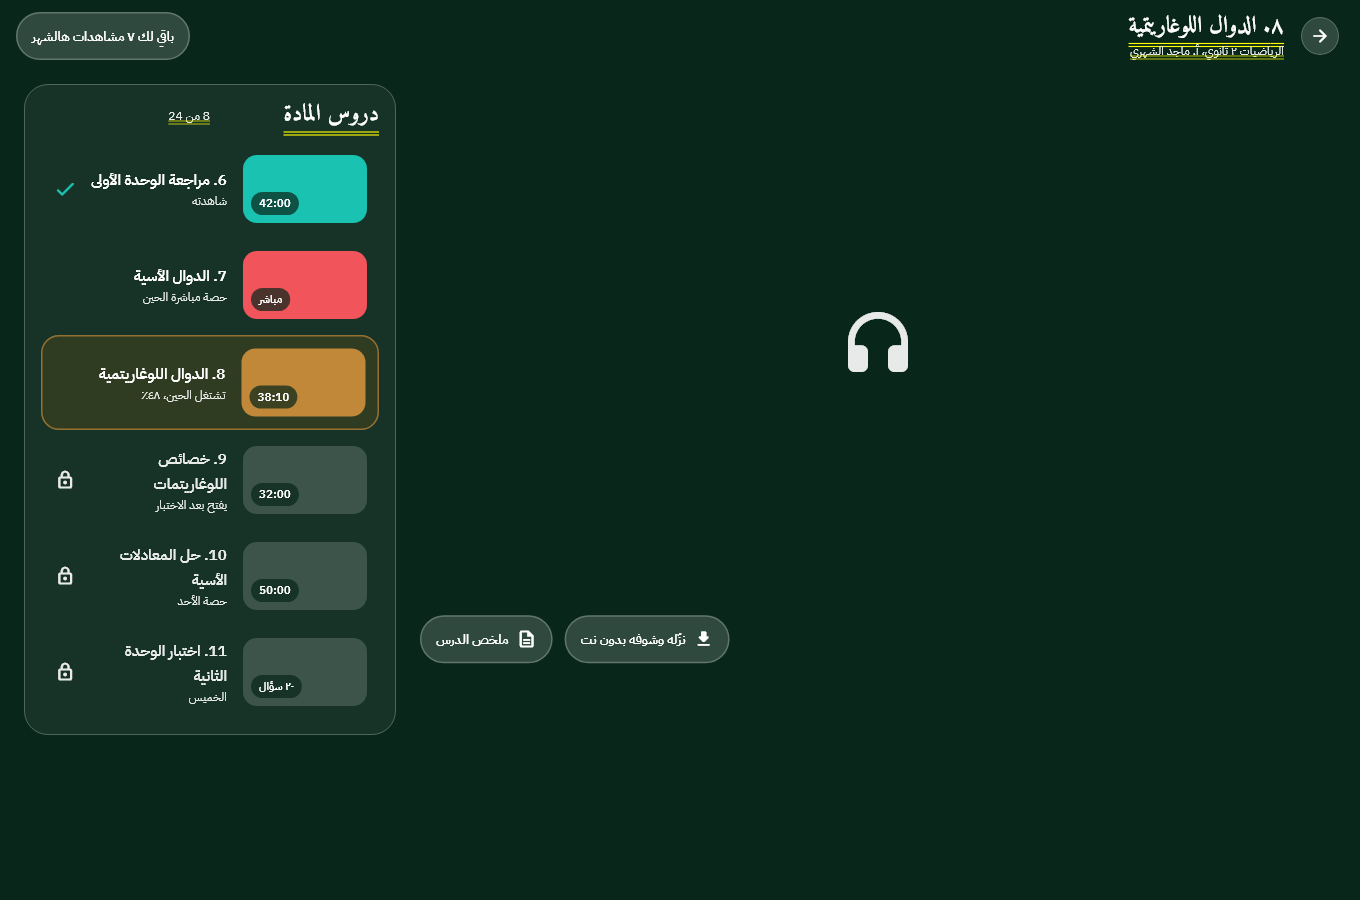 ٠٨ الدوال اللوغاريتمية
الرياضيات ٢ ثانوي، أ. ماجد الشهري
باقي لك ٧ مشاهدات هالشهر
دروس المادة
8 من 24
6. مراجعة الوحدة الأولى
شاهدته
42:00
7. الدوال الأسية
حصة مباشرة الحين
مباشر
8. الدوال اللوغاريتمية
تشتغل الحين، ٤٨٪
38:10
9. خصائص
اللوغاريتمات
يفتح بعد الاختبار
32:00
10. حل المعادلات
الأسية
حصة الأحد
50:00
11. اختبار الوحدة
الثانية
الخميس
٢٠ سؤال
نزّله وشوفه بدون نت
ملخص الدرس